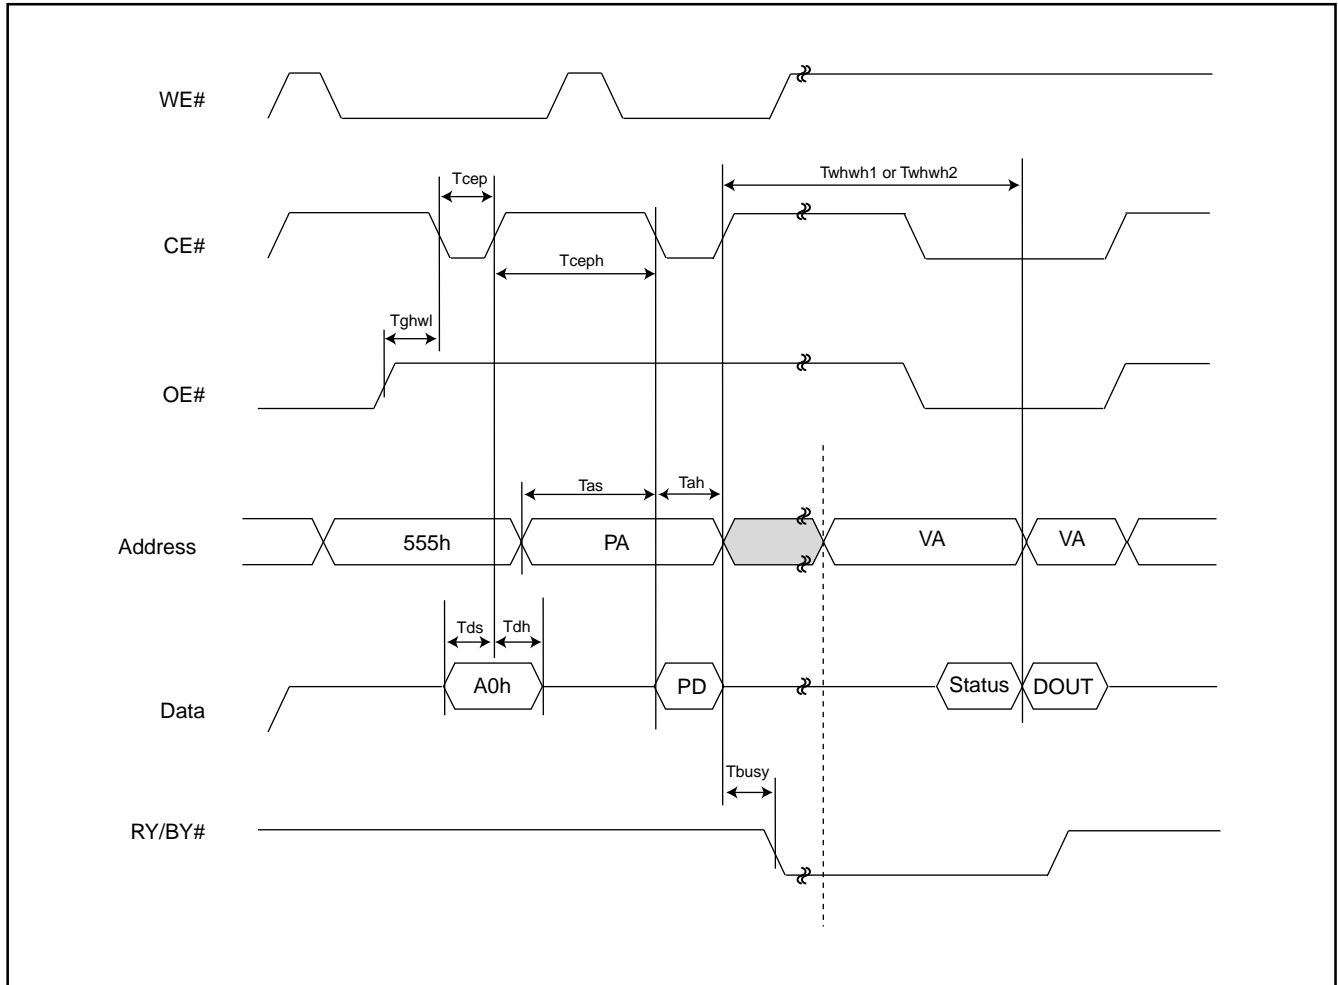 WE#
Tcep
Twhwh1 or Twhwh2
CE#
Tceph
Tghwl
OE#
Tas
Tah
Address
555h
PA
VA
VA
Tds
Tdh
Data
A0h
PD
Status
DOUT
Tbusy
RY/BY#